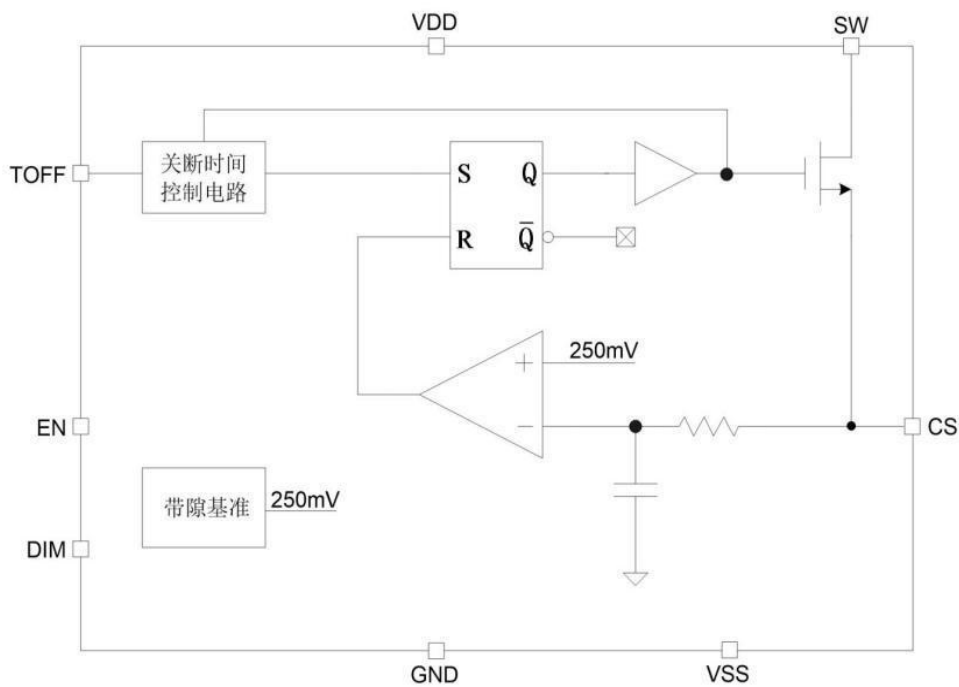 VDD
SW
TOFF
关断时间
控制电路
S
Q
R
Q̅
+
250mV
−
EN
CS
带隙基准
250mV
DIM
GND
VSS